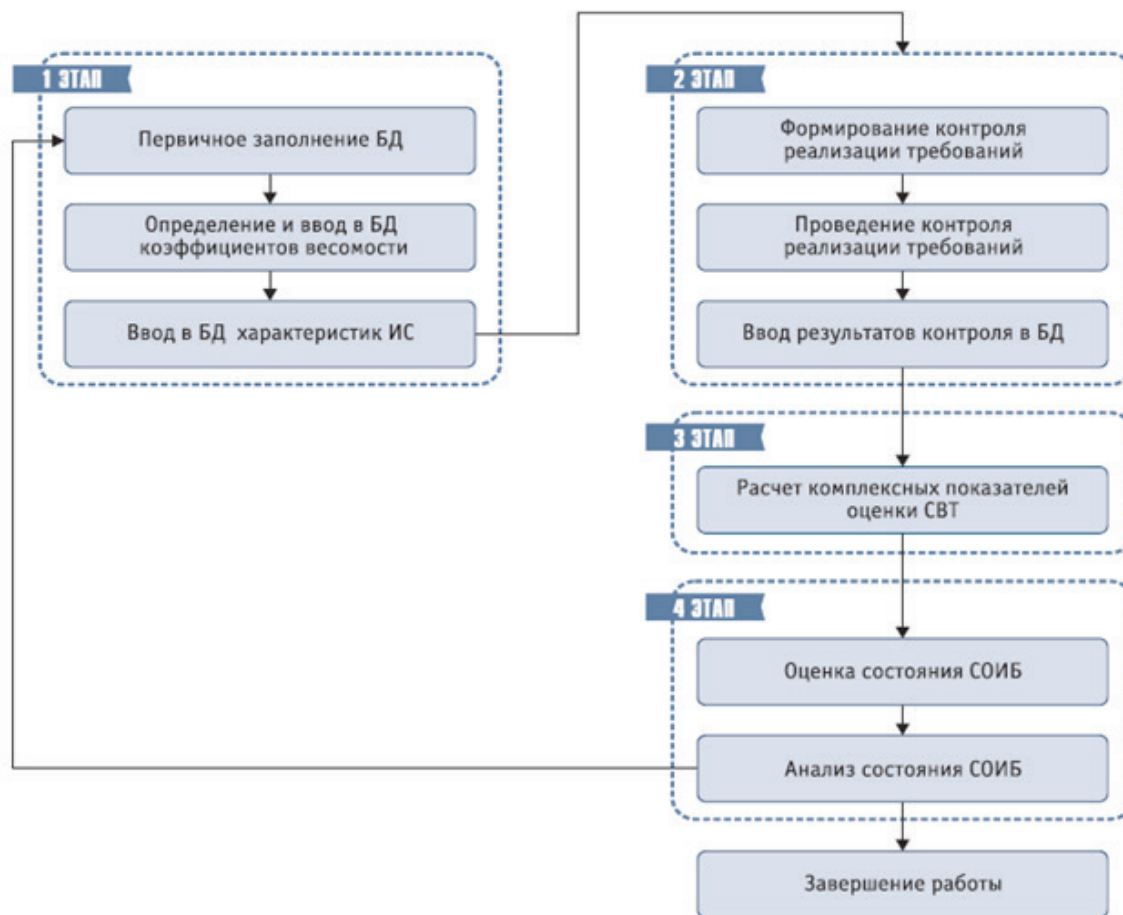 1 ЭТАП
Первичное заполнение БД
Определение и ввод в БД
коэффициентов весомости
Ввод в БД характеристик ИС
2 ЭТАП
Формирование контроля
реализации требований
Проведение контроля
реализации требований
Ввод результатов контроля в БД
3 ЭТАП
Расчет комплексных показателей
оценки СВТ
4 ЭТАП
Оценка состояния СОИБ
Анализ состояния СОИБ
Завершение работы